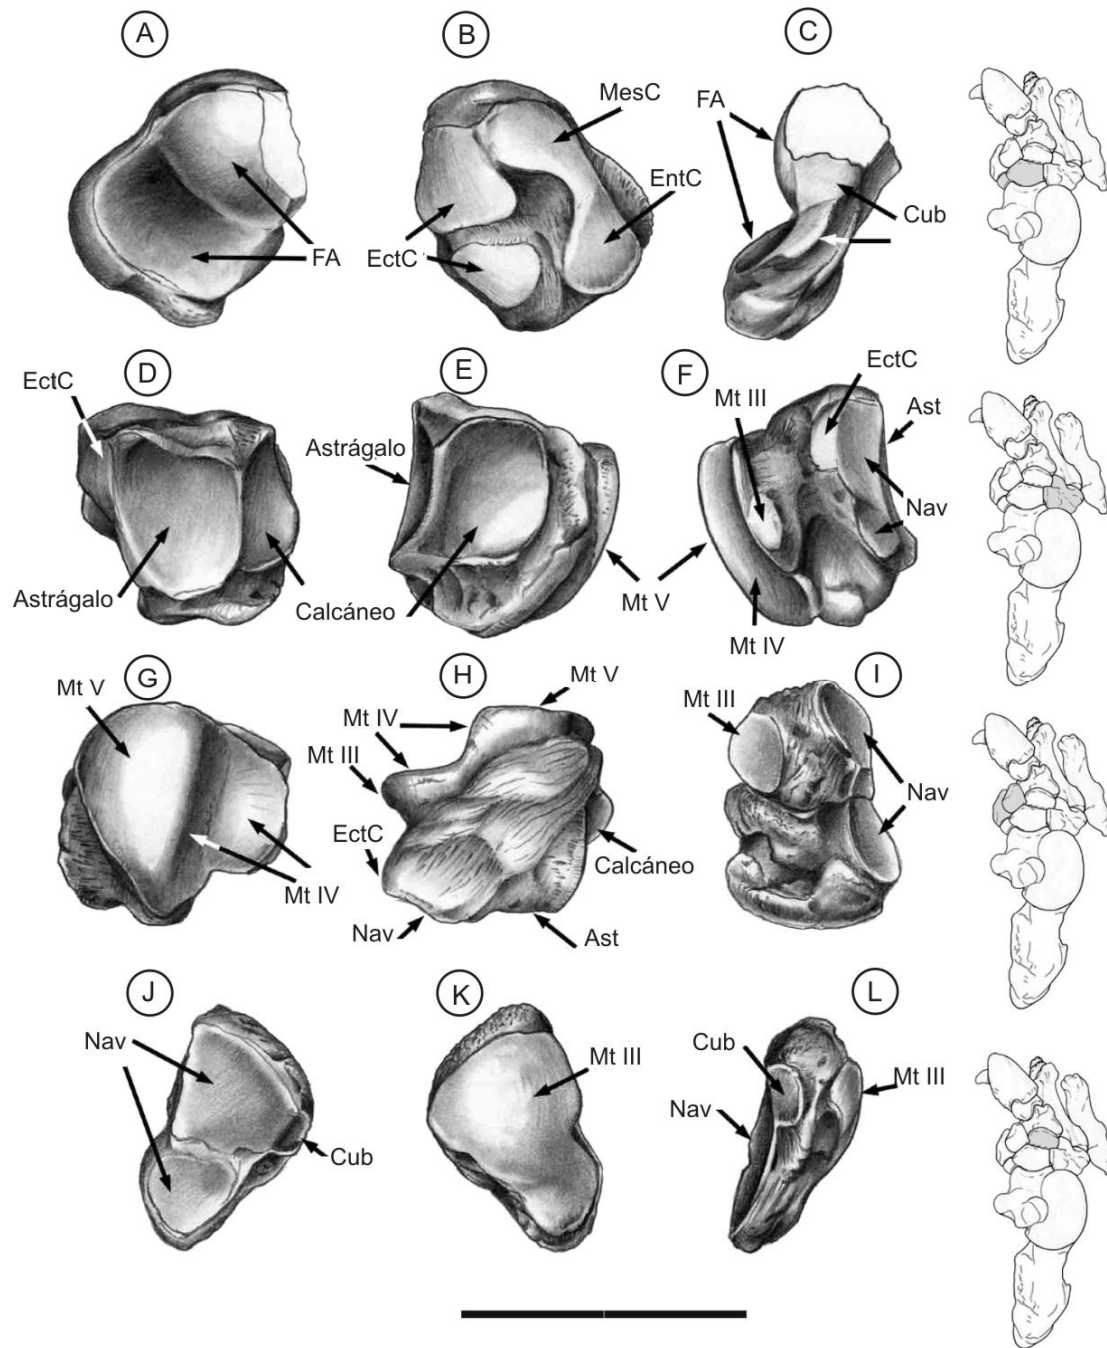 A
B
C
MesC
FA
EntC
Cub
FA
EctC
D
E
F
EctC
EctC
Mt III
Ast
Astrágalo
Nav
Astrágalo
Calcáneo
Mt V
Mt IV
G
H
I
Mt V
Mt V
Mt IV
Mt III
Mt III
Nav
EctC
Calcáneo
Mt IV
Nav
Ast
J
K
L
Nav
Cub
Mt III
Mt III
Nav
Cub